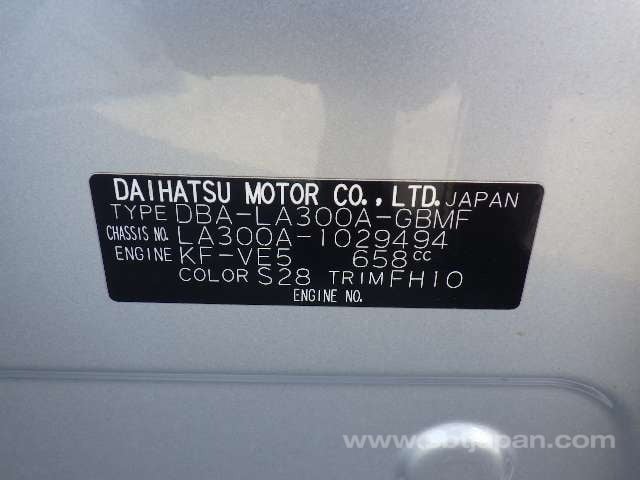 DAIHATSU MOTOR CO., LTD. JAPAN
TYPE DBA-LA300A-GBMF
CHASSIS NO. LA300A-1029494
ENGINE KF-VE5 658cc
COLOR S28 TRIM FH10
ENGINE NO.
www.sbtjapan.com